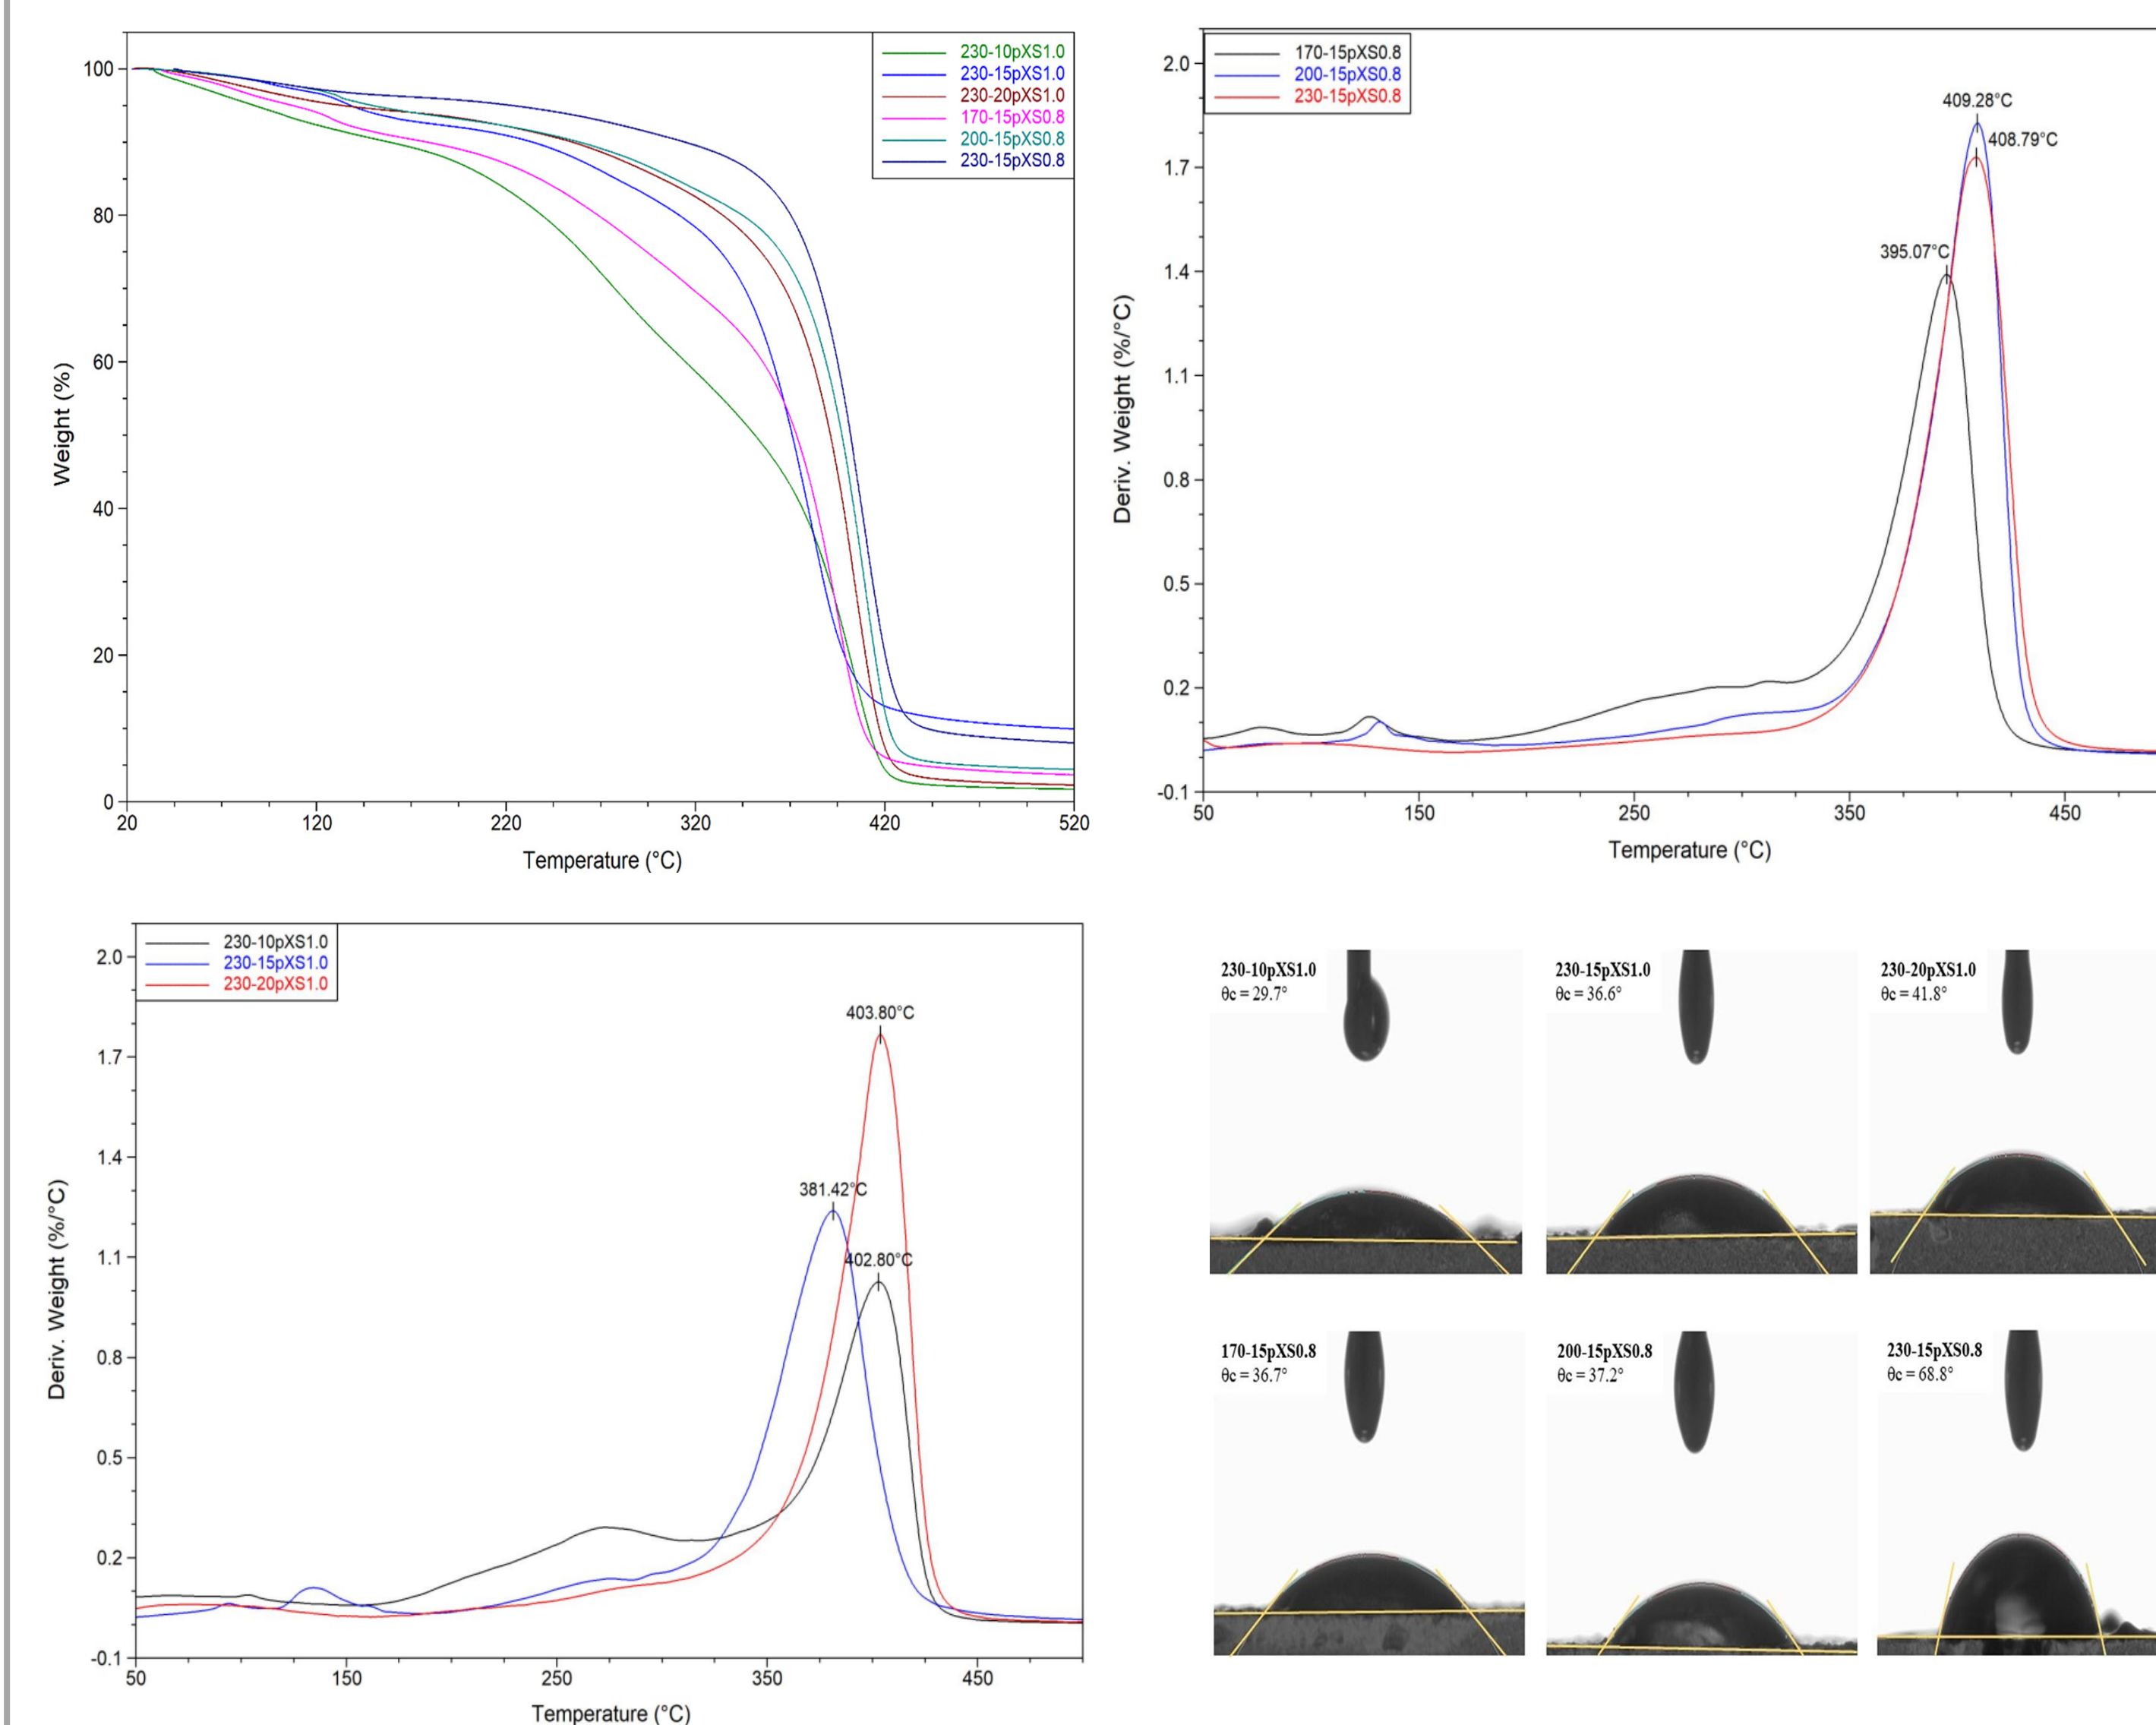 230-10pXS1.0
230-15pXS1.0
230-20pXS1.0
170-15pXS0.8
200-15pXS0.8
230-15pXS0.8
100
80
60
40
20
0
Weight (%)
20 120 220 320 420 520
Temperature (°C)
170-15pXS0.8
200-15pXS0.8
230-15pXS0.8
409.28°C
408.79°C
395.07°C
2.0
1.7
1.4
1.1
0.8
0.5
0.2
-0.1
Deriv. Weight (%/°C)
50 150 250 350 450
Temperature (°C)
230-10pXS1.0
230-15pXS1.0
230-20pXS1.0
403.80°C
381.42°C
402.80°C
2.0
1.7
1.4
1.1
0.8
0.5
0.2
-0.1
Deriv. Weight (%/°C)
50 150 250 350 450
Temperature (°C)
230-10pXS1.0
θc = 29.7°
230-15pXS1.0
θc = 36.6°
230-20pXS1.0
θc = 41.8°
170-15pXS0.8
θc = 36.7°
200-15pXS0.8
θc = 37.2°
230-15pXS0.8
θc = 68.8°